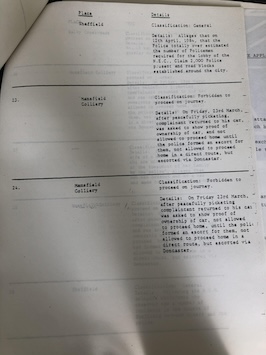 Place Details
Sheffield Classification: General
Details: alleges that on
12th April, 1984, that the
Police totally over estimated
the number of Policemen
required for the lobby of the
N.E.C. Claim 2,000 Police
present and road blocks
established around the city.
13. Mansfield Classification: Forbidden to
Colliery proceed on journey.
Details: On Friday 23rd March,
after peacefully picketing
complainant returned to his car
was asked to show proof of
ownership of car, and not
to proceed home until
the police formed an escort for
them, not allowed to proceed
home in a direct route, but
escorted via Doncaster.
14. Mansfield Classification: Forbidden to
Colliery proceed on journey.
Details: On Friday 23rd March,
after peacefully picketing
complainant returned to his car
was asked to show proof of
ownership of car, not allowed
to proceed home, until the police
formed an escort for them, not
allowed to proceed home in a
direct route, but escorted via
Doncaster.